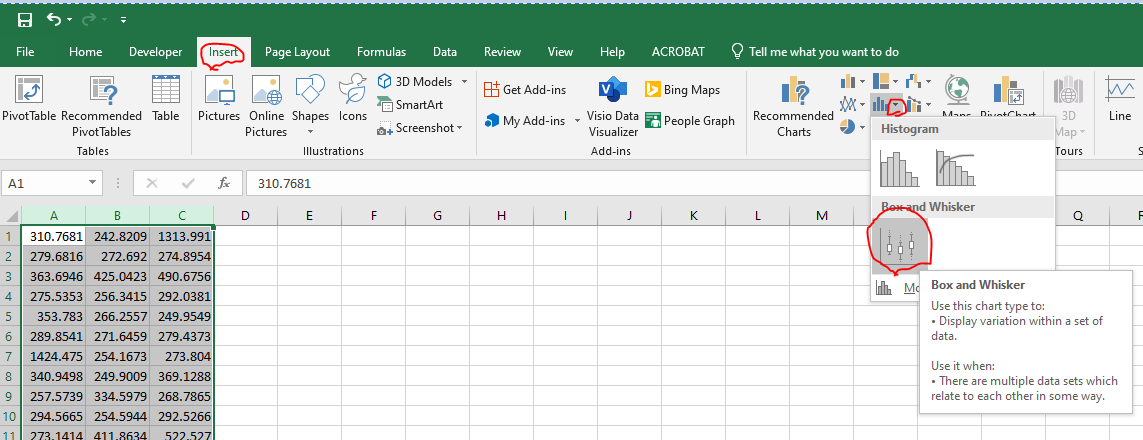 File Home Developer Insert Page Layout Formulas Data Review View Help ACROBAT Tell me what you want to do
PivotTable Recommended PivotTables Table
Tables
Pictures Online Pictures Shapes Icons
3D Models
SmartArt
Screenshot
Illustrations
Get Add-ins
My Add-ins
Visio Data Visualizer
Bing Maps
People Graph
Add-ins
Recommended Charts
Maps PivotChart
3D Map
Tours
Line
Histogram
Box and Whisker
A1 fx 310.7681
A B C D E F G H I J K L M Q
1 310.7681 242.8209 1313.991
2 279.6816 272.692 274.8954
3 363.6946 425.0423 490.6756
4 275.5353 256.3415 292.0381
5 353.783 266.2557 249.9549
6 289.8541 271.6459 279.4373
7 1424.475 254.1673 273.804
8 340.9498 249.9009 369.1288
9 257.5739 334.5979 268.7865
10 294.5665 254.5944 292.5266
11 273.1414 411.8634 522.527
Box and Whisker
Use this chart type to:
• Display variation within a set of
data.
Use it when:
• There are multiple data sets which
relate to each other in some way.